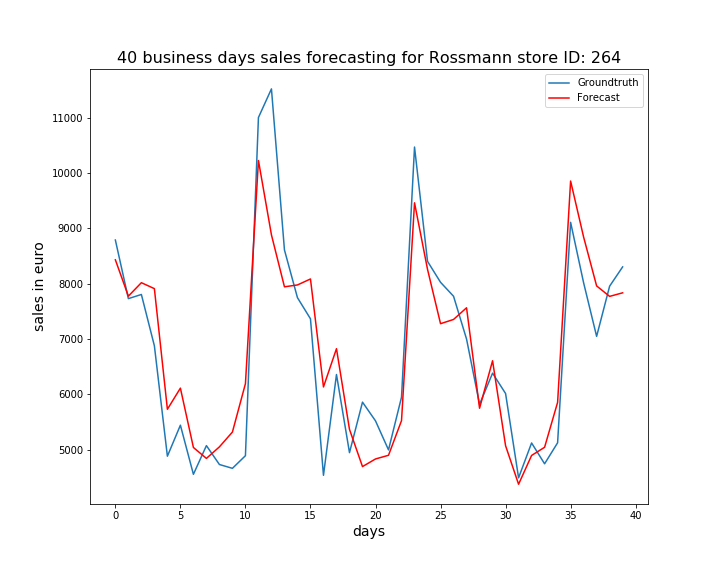 40 business days sales forecasting for Rossmann store ID: 264
Groundtruth
Forecast
11000
10000
9000
8000
7000
6000
5000
sales in euro
0 5 10 15 20 25 30 35 40
days